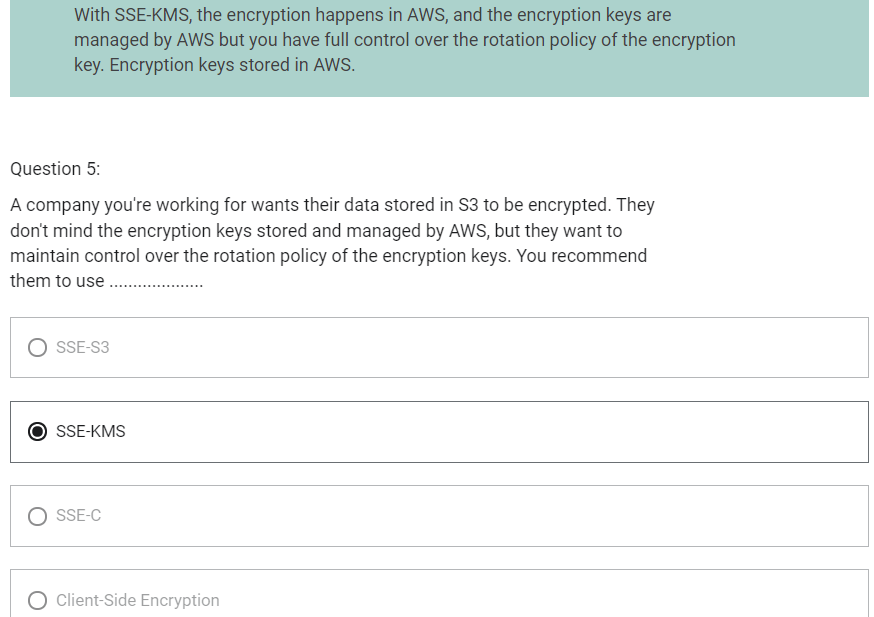 With SSE-KMS, the encryption happens in AWS, and the encryption keys are
managed by AWS but you have full control over the rotation policy of the encryption
key. Encryption keys stored in AWS.
Question 5:
A company you're working for wants their data stored in S3 to be encrypted. They
don't mind the encryption keys stored and managed by AWS, but they want to
maintain control over the rotation policy of the encryption keys. You recommend
them to use ....................
SSE-S3
SSE-KMS
SSE-C
Client-Side Encryption